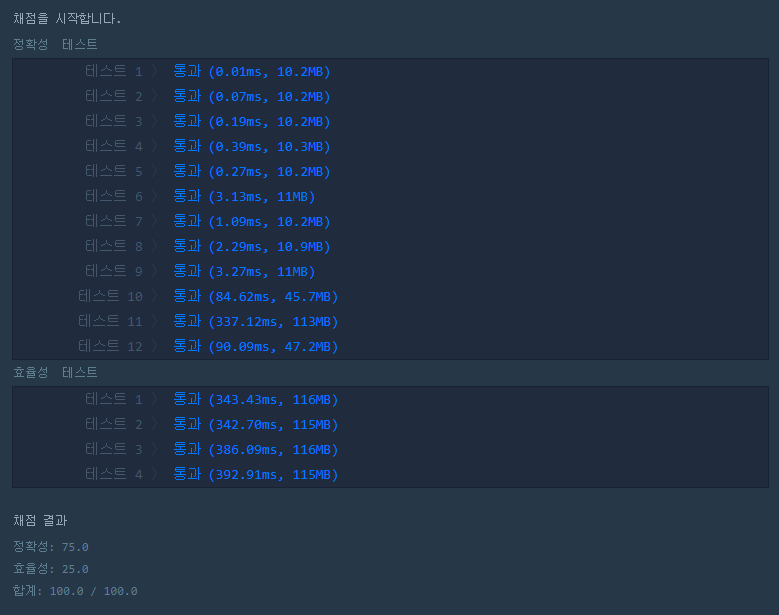 채점을 시작합니다.
정확성 테스트
테스트 1 〉 통과 (0.01ms, 10.2MB)
테스트 2 〉 통과 (0.07ms, 10.2MB)
테스트 3 〉 통과 (0.19ms, 10.2MB)
테스트 4 〉 통과 (0.39ms, 10.3MB)
테스트 5 〉 통과 (0.27ms, 10.2MB)
테스트 6 〉 통과 (3.13ms, 11MB)
테스트 7 〉 통과 (1.09ms, 10.2MB)
테스트 8 〉 통과 (2.29ms, 10.9MB)
테스트 9 〉 통과 (3.27ms, 11MB)
테스트 10 〉 통과 (84.62ms, 45.7MB)
테스트 11 〉 통과 (337.12ms, 113MB)
테스트 12 〉 통과 (90.09ms, 47.2MB)
효율성 테스트
테스트 1 〉 통과 (343.43ms, 116MB)
테스트 2 〉 통과 (342.70ms, 115MB)
테스트 3 〉 통과 (386.09ms, 116MB)
테스트 4 〉 통과 (392.91ms, 115MB)
채점 결과
정확성: 75.0
효율성: 25.0
합계: 100.0 / 100.0